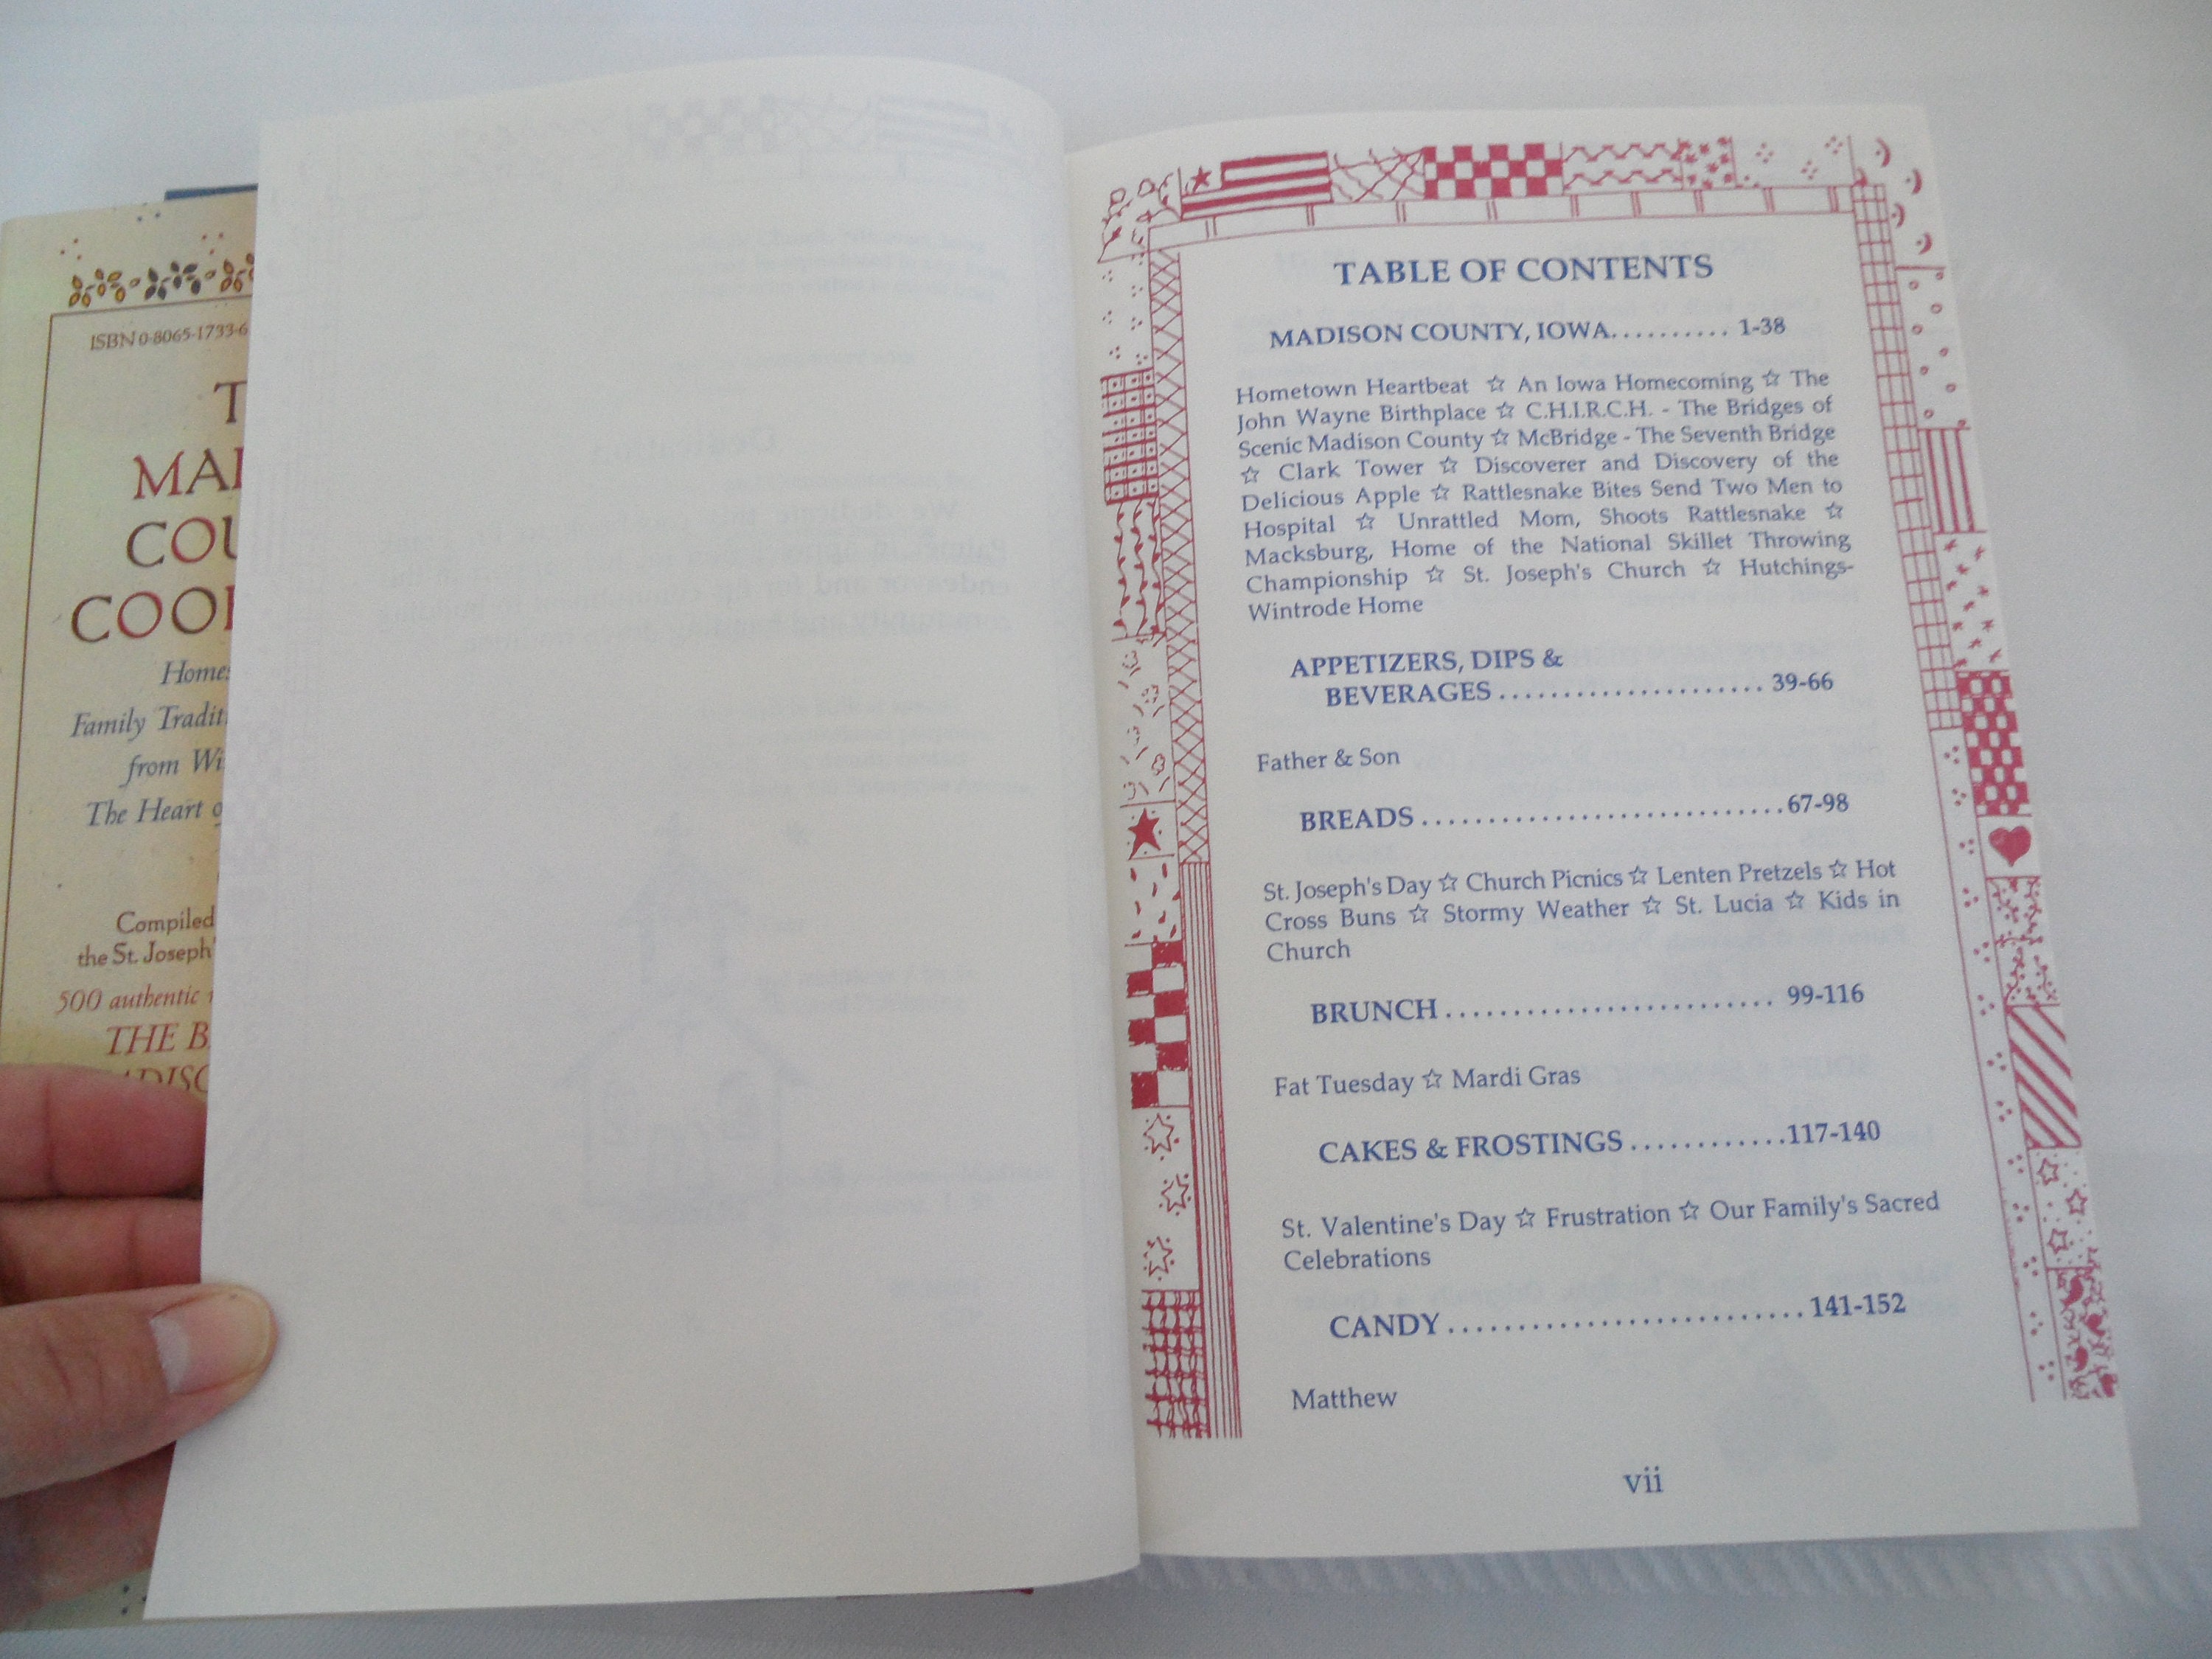 ISBN 0-8065-1733-6
Family
from
The Heart
Compiled
the St. Joseph's
500 authentic
THE
TABLE OF CONTENTS
MADISON COUNTY, IOWA.......... 1-38
Hometown Heartbeat ☆ An Iowa Homecoming ☆ The
John Wayne Birthplace ☆ C.H.I.R.C.H. - The Bridges of
Scenic Madison County ☆ McBridge - The Seventh Bridge
☆ Clark Tower ☆ Discoverer and Discovery of the
Delicious Apple ☆ Rattlesnake Bites Send Two Men to
Hospital ☆ Unrattled Mom, Shoots Rattlesnake ☆
Macksburg, Home of the National Skillet Throwing
Championship ☆ St. Joseph's Church ☆ Hutchings-
Wintrode Home
APPETIZERS, DIPS &
BEVERAGES ...................... 39-66
Father & Son
BREADS ............................67-98
St. Joseph's Day ☆ Church Picnics ☆ Lenten Pretzels ☆ Hot
Cross Buns ☆ Stormy Weather ☆ St. Lucia ☆ Kids in
Church
BRUNCH ........................... 99-116
Fat Tuesday ☆ Mardi Gras
CAKES & FROSTINGS ............117-140
St. Valentine's Day ☆ Frustration ☆ Our Family's Sacred
Celebrations
CANDY ........................... 141-152
Matthew
vii